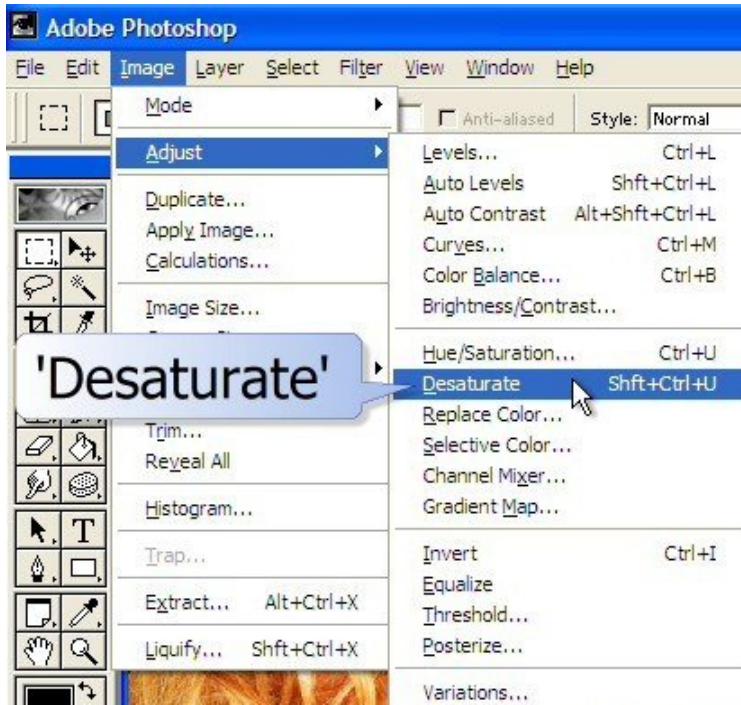 Adobe Photoshop
File Edit Image Layer Select Filter View Window Help
Anti-aliased Style: Normal
Mode
Adjust
Duplicate...
Apply Image...
Calculations...
Image Size...
'Desaturate'
Trim...
Reveal All
Histogram...
Trap...
Extract... Alt+Ctrl+X
Liquify... Shft+Ctrl+X
Levels... Ctrl+L
Auto Levels Shft+Ctrl+L
Auto Contrast Alt+Shft+Ctrl+L
Curves... Ctrl+M
Color Balance... Ctrl+B
Brightness/Contrast...
Hue/Saturation... Ctrl+U
Desaturate Shft+Ctrl+U
Replace Color...
Selective Color...
Channel Mixer...
Gradient Map...
Invert Ctrl+I
Equalize
Threshold...
Posterize...
Variations...
T